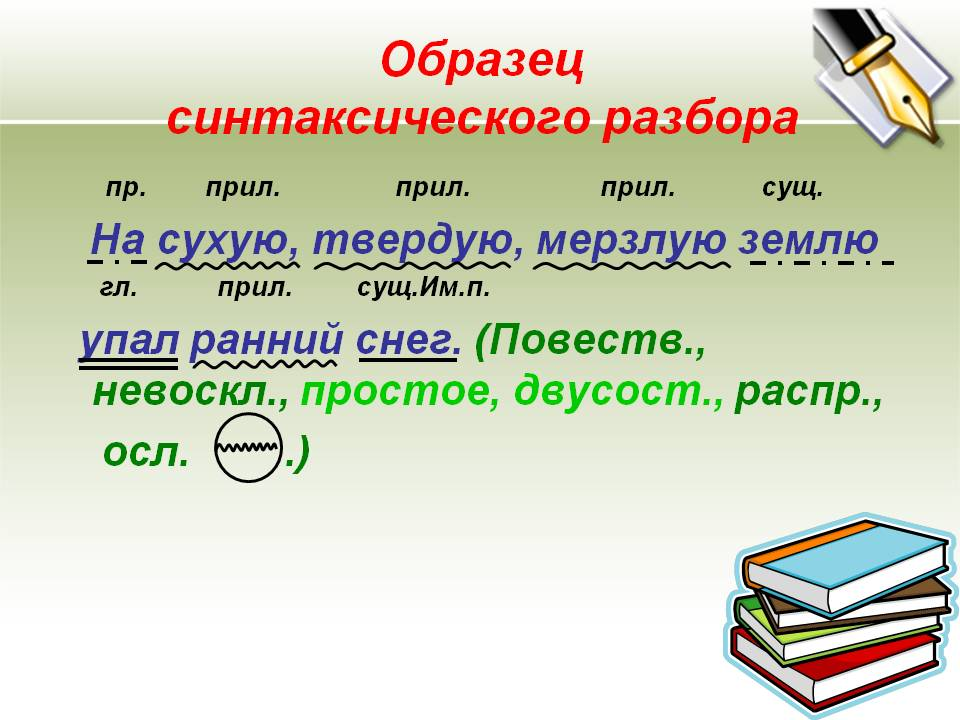 Образец
синтаксического разбора
пр. прил. прил. прил. сущ.
На сухую, твердую, мерзлую землю
гл. прил. сущ.Им.п.
упал ранний снег. (Повеств.,
невоскл., простое, двусост., распр.,
осл. .)